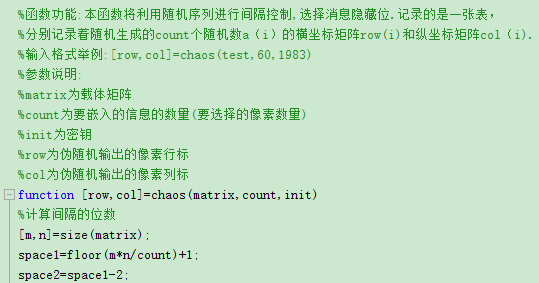 %函数功能:本函数将利用随机序列进行间隔控制,选择消息隐藏位.记录的是一张表,
%分别记录着随机生成的count个随机数a（i）的横坐标矩阵row(i)和纵坐标矩阵col（i）.
%输入格式举例:[row,col]=chaos(test,60,1983)
%参数说明:
%matrix为载体矩阵
%count为要嵌入的信息的数量(要选择的像素数量)
%init为密钥
%row为伪随机输出的像素行标
%col为伪随机输出的像素列标
function [row,col]=chaos(matrix,count,init)
%计算间隔的位数
[m,n]=size(matrix);
space1=floor(m*n/count)+1;
space2=space1-2;